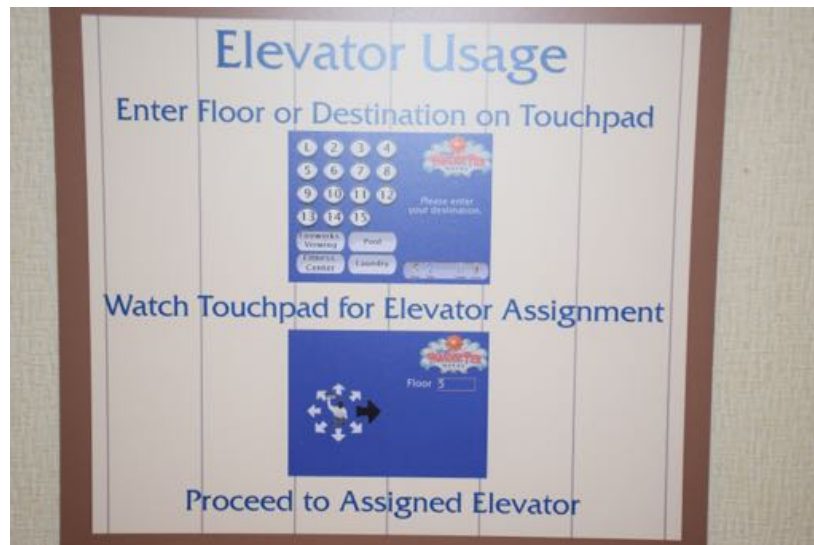 Elevator Usage
Enter Floor or Destination on Touchpad
1 2 3 4
5 6 7 8
9 10 11 12
13 14 15
Please enter
your destination.
Fireworks
Viewing
Pool
Fitness
Center
Laundry
Watch Touchpad for Elevator Assignment
Floor 5
Proceed to Assigned Elevator